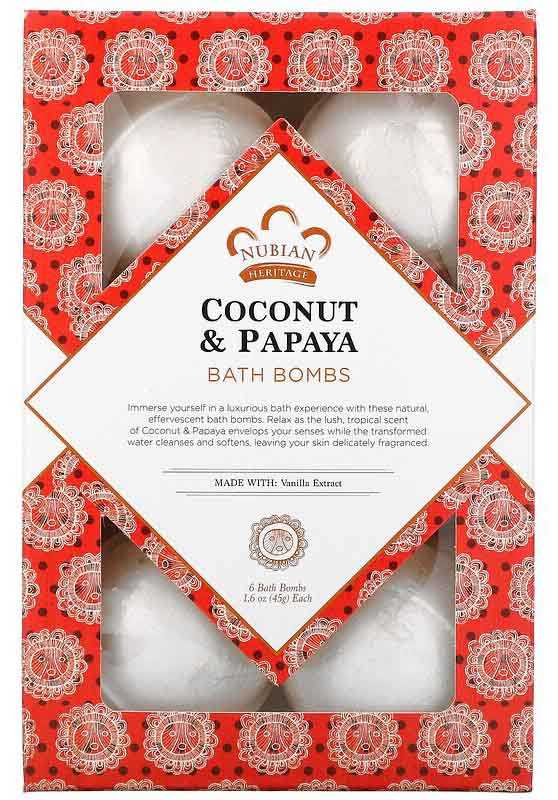 NUBIAN
HERITAGE
COCONUT
& PAPAYA
BATH BOMBS
Immerse yourself in a luxurious bath experience with these natural,
effervescent bath bombs. Relax as the lush, tropical scent
of Coconut & Papaya envelops your senses while the transformed
water cleanses and softens, leaving your skin delicately fragranced.
MADE WITH: Vanilla Extract
6 Bath Bombs
1.6 oz (45g) Each